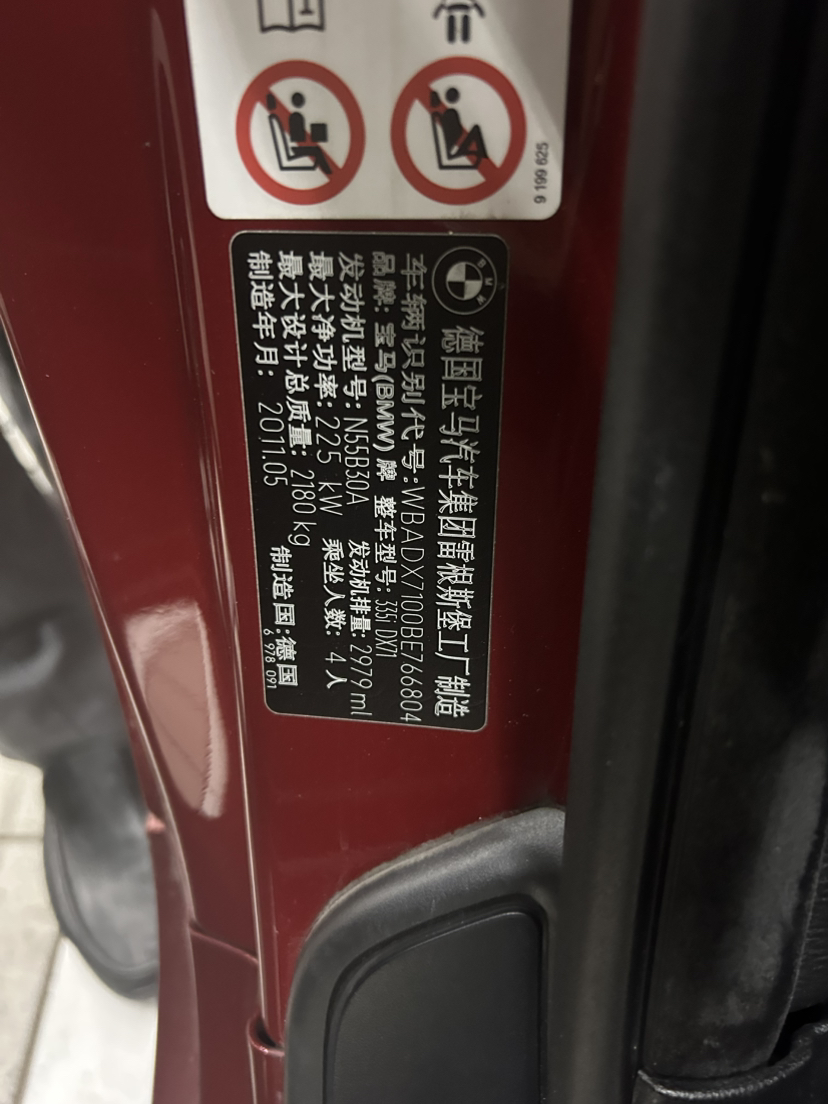 9 199 625
BMW
德国宝马汽车集团雷根斯堡工厂制造
车辆识别代号:WBADX7100BE766804
品牌: 宝马(BMW) 牌 整车型号: 335i DX71
发动机型号: N55B30A 发动机排量: 2979 ml
最大净功率: 225 kW 乘坐人数: 4 人
最大设计总质量: 2180 kg
制造年月: 2011.05 制造国:德国
6 978 091